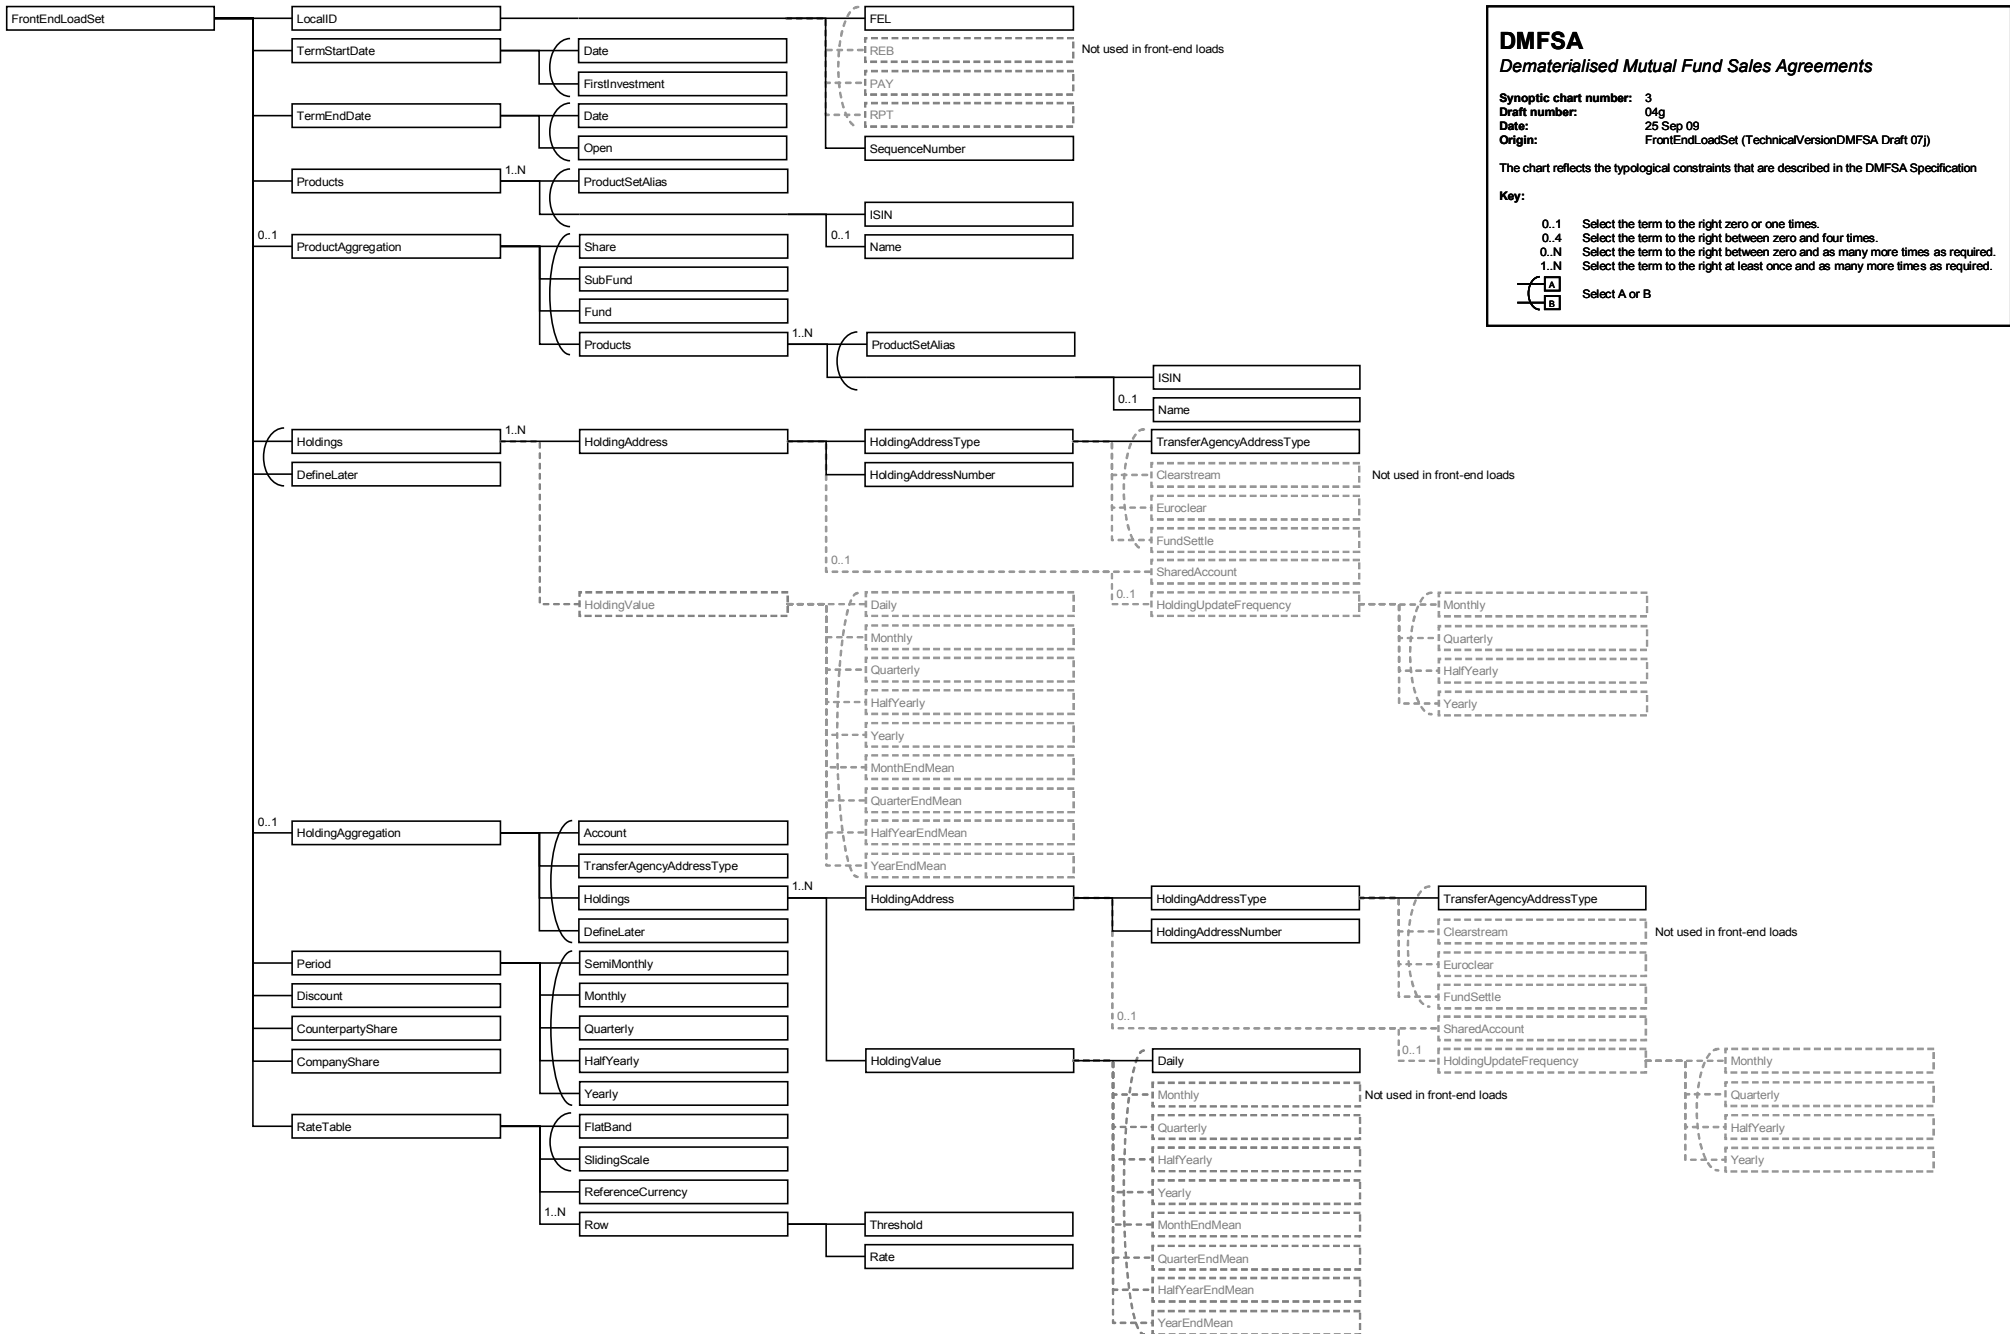 FrontEndLoadSet
LocalID
FEL
REB
Not used in front-end loads
PAY
RPT
SequenceNumber
TermStartDate
Date
FirstInvestment
TermEndDate
Date
Open
Products
1..N
ProductSetAlias
ISIN
0..1
Name
0..1
ProductAggregation
Share
SubFund
Fund
Products
1..N
ProductSetAlias
ISIN
0..1
Name
Holdings
1..N
HoldingAddress
HoldingAddressType
TransferAgencyAddressType
Clearstream
Not used in front-end loads
Euroclear
FundSettle
HoldingAddressNumber
0..1
SharedAccount
0..1
HoldingUpdateFrequency
Monthly
Quarterly
HalfYearly
Yearly
DefineLater
HoldingValue
Daily
Monthly
Quarterly
HalfYearly
Yearly
MonthEndMean
QuarterEndMean
HalfYearEndMean
YearEndMean
0..1
HoldingAggregation
Account
TransferAgencyAddressType
Holdings
1..N
HoldingAddress
HoldingAddressType
TransferAgencyAddressType
Clearstream
Not used in front-end loads
Euroclear
FundSettle
HoldingAddressNumber
0..1
SharedAccount
0..1
HoldingUpdateFrequency
Monthly
Quarterly
HalfYearly
Yearly
HoldingValue
Daily
Monthly
Not used in front-end loads
Quarterly
HalfYearly
Yearly
MonthEndMean
QuarterEndMean
HalfYearEndMean
YearEndMean
DefineLater
Period
SemiMonthly
Monthly
Quarterly
HalfYearly
Yearly
Discount
CounterpartyShare
CompanyShare
RateTable
FlatBand
SlidingScale
ReferenceCurrency
1..N
Row
Threshold
Rate
DMFSA
Dematerialised Mutual Fund Sales Agreements
Synoptic chart number: 3
Draft number: 04g
Date: 25 Sep 09
Origin: FrontEndLoadSet (TechnicalVersionDMFSA Draft 07j)
The chart reflects the typological constraints that are described in the DMFSA Specification
Key:
0..1 Select the term to the right zero or one times.
0..4 Select the term to the right between zero and four times.
0..N Select the term to the right between zero and as many more times as required.
1..N Select the term to the right at least once and as many more times as required.
A
B
Select A or B